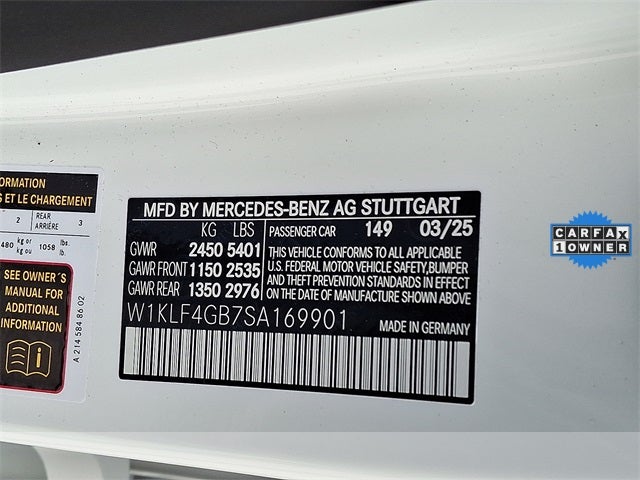 ORMATION
S ET LE CHARGEMENT
2 REAR ARRIÈRE 3
480 kg or kg ou 1058 lbs. lb.
SEE OWNER´S
MANUAL FOR
ADDITIONAL
INFORMATION
A 214 584 86 02
MFD BY MERCEDES-BENZ AG STUTTGART
KG LBS PASSENGER CAR 149 03/25
GVWR 2450 5401
GAWR FRONT 1150 2535
GAWR REAR 1350 2976
THIS VEHICLE CONFORMS TO ALL APPLICABLE
U.S. FEDERAL MOTOR VEHICLE SAFETY,BUMPER
AND THEFT PREVENTION STANDARDS IN EFFECT
ON THE DATE OF MANUFACTURE SHOWN ABOVE
W1KLF4GB7SA169901
MADE IN GERMANY
CARFAX
1 OWNER